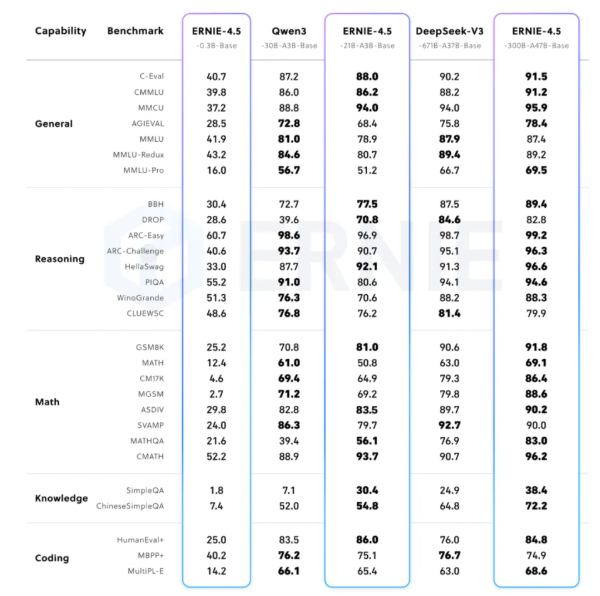 Capability Benchmark ERNIE-4.5 Qwen3 ERNIE-4.5 DeepSeek-V3 ERNIE-4.5
-0.3B-Base -30B-A3B-Base -21B-A3B-Base -671B-A37B-Base -300B-A47B-Base
C-Eval 40.7 87.2 88.0 90.2 91.5
CMMLU 39.8 86.0 86.2 88.2 91.2
MMCU 37.2 88.8 94.0 94.0 95.9
General AGIEVAL 28.5 72.8 68.4 75.8 78.4
MMLU 41.9 81.0 78.9 87.9 87.4
MMLU-Redux 43.2 84.6 80.7 89.4 89.2
MMLU-Pro 16.0 56.7 51.2 66.7 69.5
BBH 30.4 72.7 77.5 87.5 89.4
DROP 28.6 39.6 70.8 84.6 82.8
ARC-Easy 60.7 98.6 96.9 98.7 99.2
ARC-Challenge 40.6 93.7 90.7 95.1 96.3
Reasoning HellaSwag 33.0 87.7 92.1 91.3 96.6
PIQA 55.2 91.0 80.6 94.1 94.6
WinoGrande 51.3 76.3 70.6 88.2 88.3
CLUEWSC 48.6 76.8 76.2 81.4 79.9
ERNIE
GSM8K 25.2 70.8 81.0 90.6 91.8
MATH 12.4 61.0 50.8 63.0 69.1
CM17K 4.6 69.4 64.9 79.3 86.4
Math MGSM 2.7 71.2 69.2 79.8 88.6
ASDIV 29.8 82.8 83.5 89.7 90.2
SVAMP 24.0 86.3 79.7 92.7 90.0
MATHQA 21.6 39.4 56.1 76.9 83.0
CMATH 52.2 88.9 93.7 90.7 96.2
Knowledge SimpleQA 1.8 7.1 30.4 24.9 38.4
ChineseSimpleQA 7.4 52.0 54.8 64.8 72.2
HumanEval+ 25.0 83.5 86.0 76.0 84.8
Coding MBPP+ 40.2 76.2 75.1 76.7 74.9
MultiPL-E 14.2 66.1 65.4 63.0 68.6